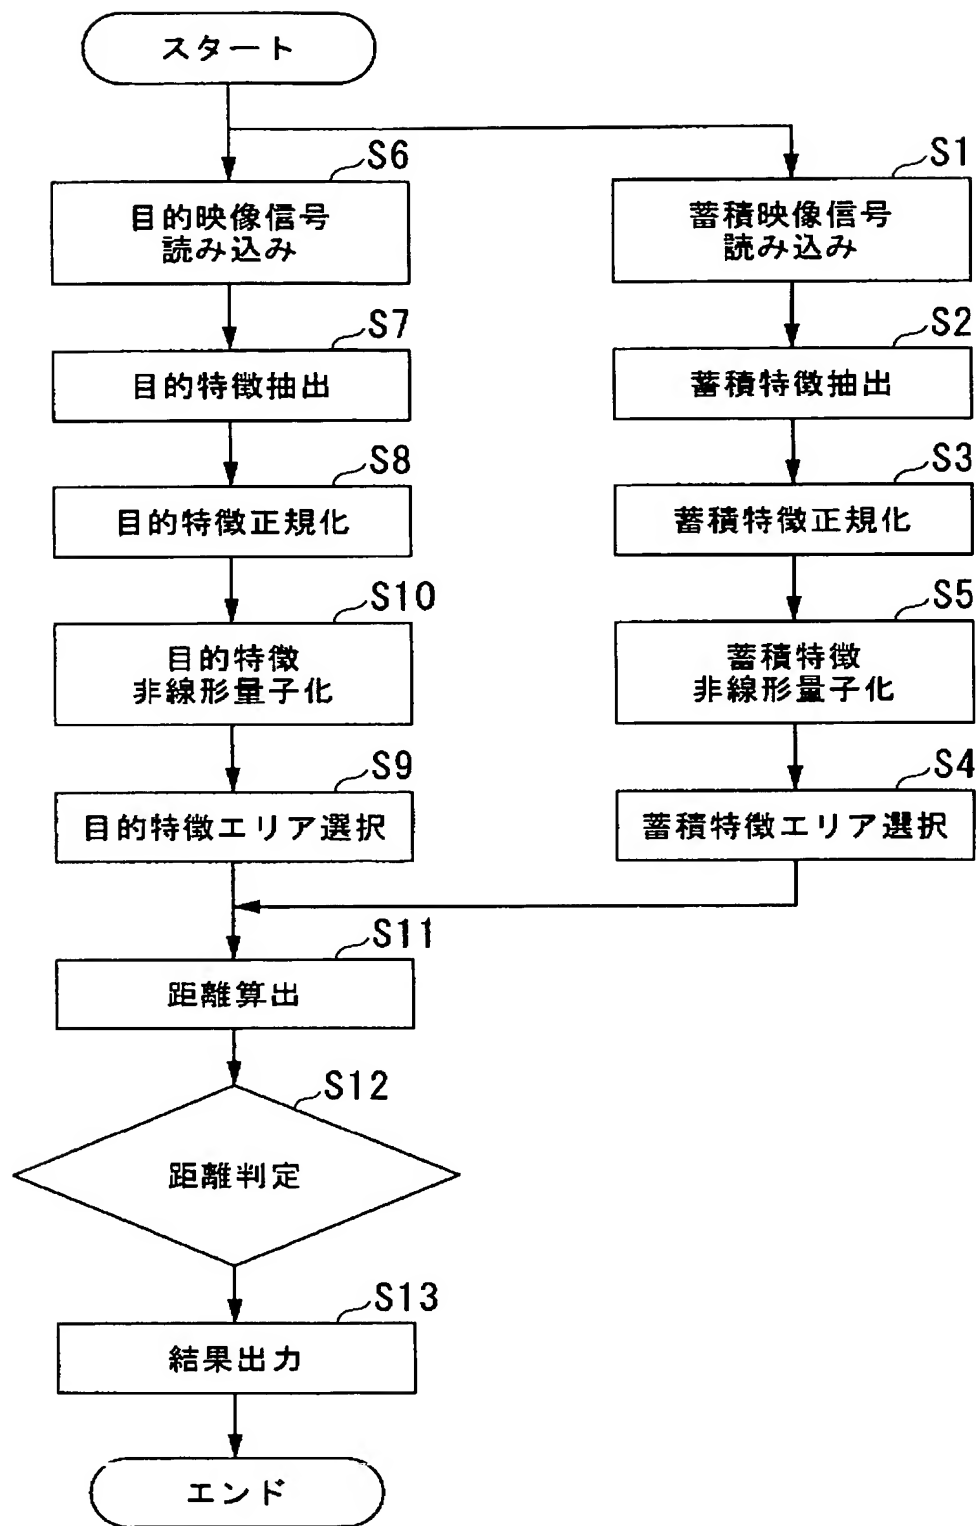 スタート
S6
目的映像信号
読み込み
S7
目的特徴抽出
S8
目的特徴正規化
S10
目的特徴
非線形量子化
S9
目的特徴エリア選択
S1
蓄積映像信号
読み込み
S2
蓄積特徴抽出
S3
蓄積特徴正規化
S5
蓄積特徴
非線形量子化
S4
蓄積特徴エリア選択
S11
距離算出
S12
距離判定
S13
結果出力
エンド